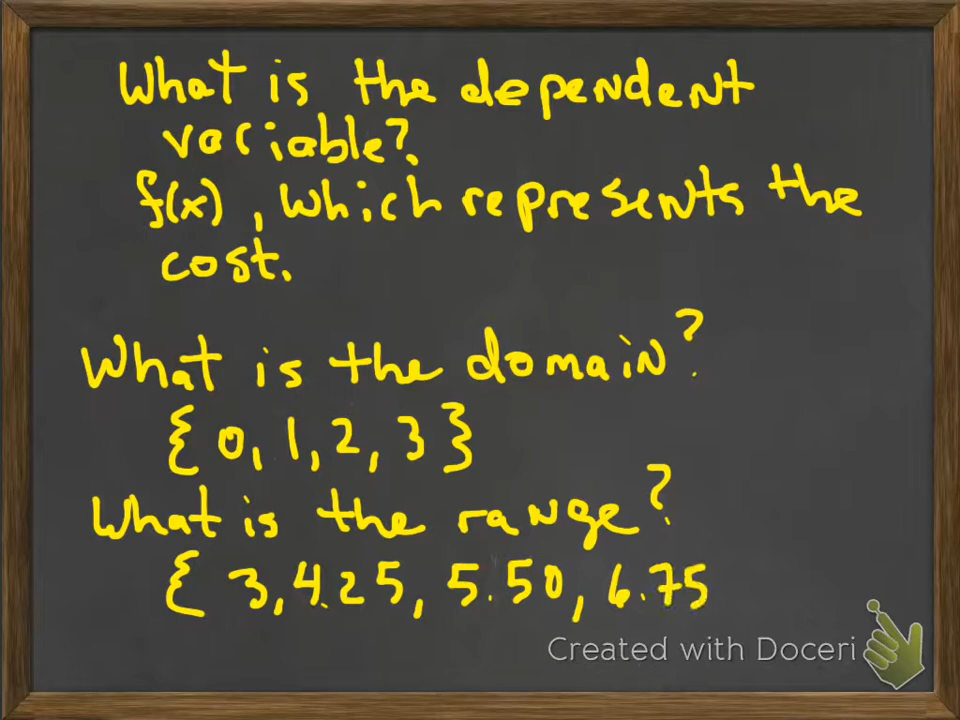 What is the dependent
variable?
f(x), which represents the
cost.
What is the domain?
{ 0, 1, 2, 3 }
What is the range?
{ 3, 4.25, 5.50, 6.75
Created with Doceri